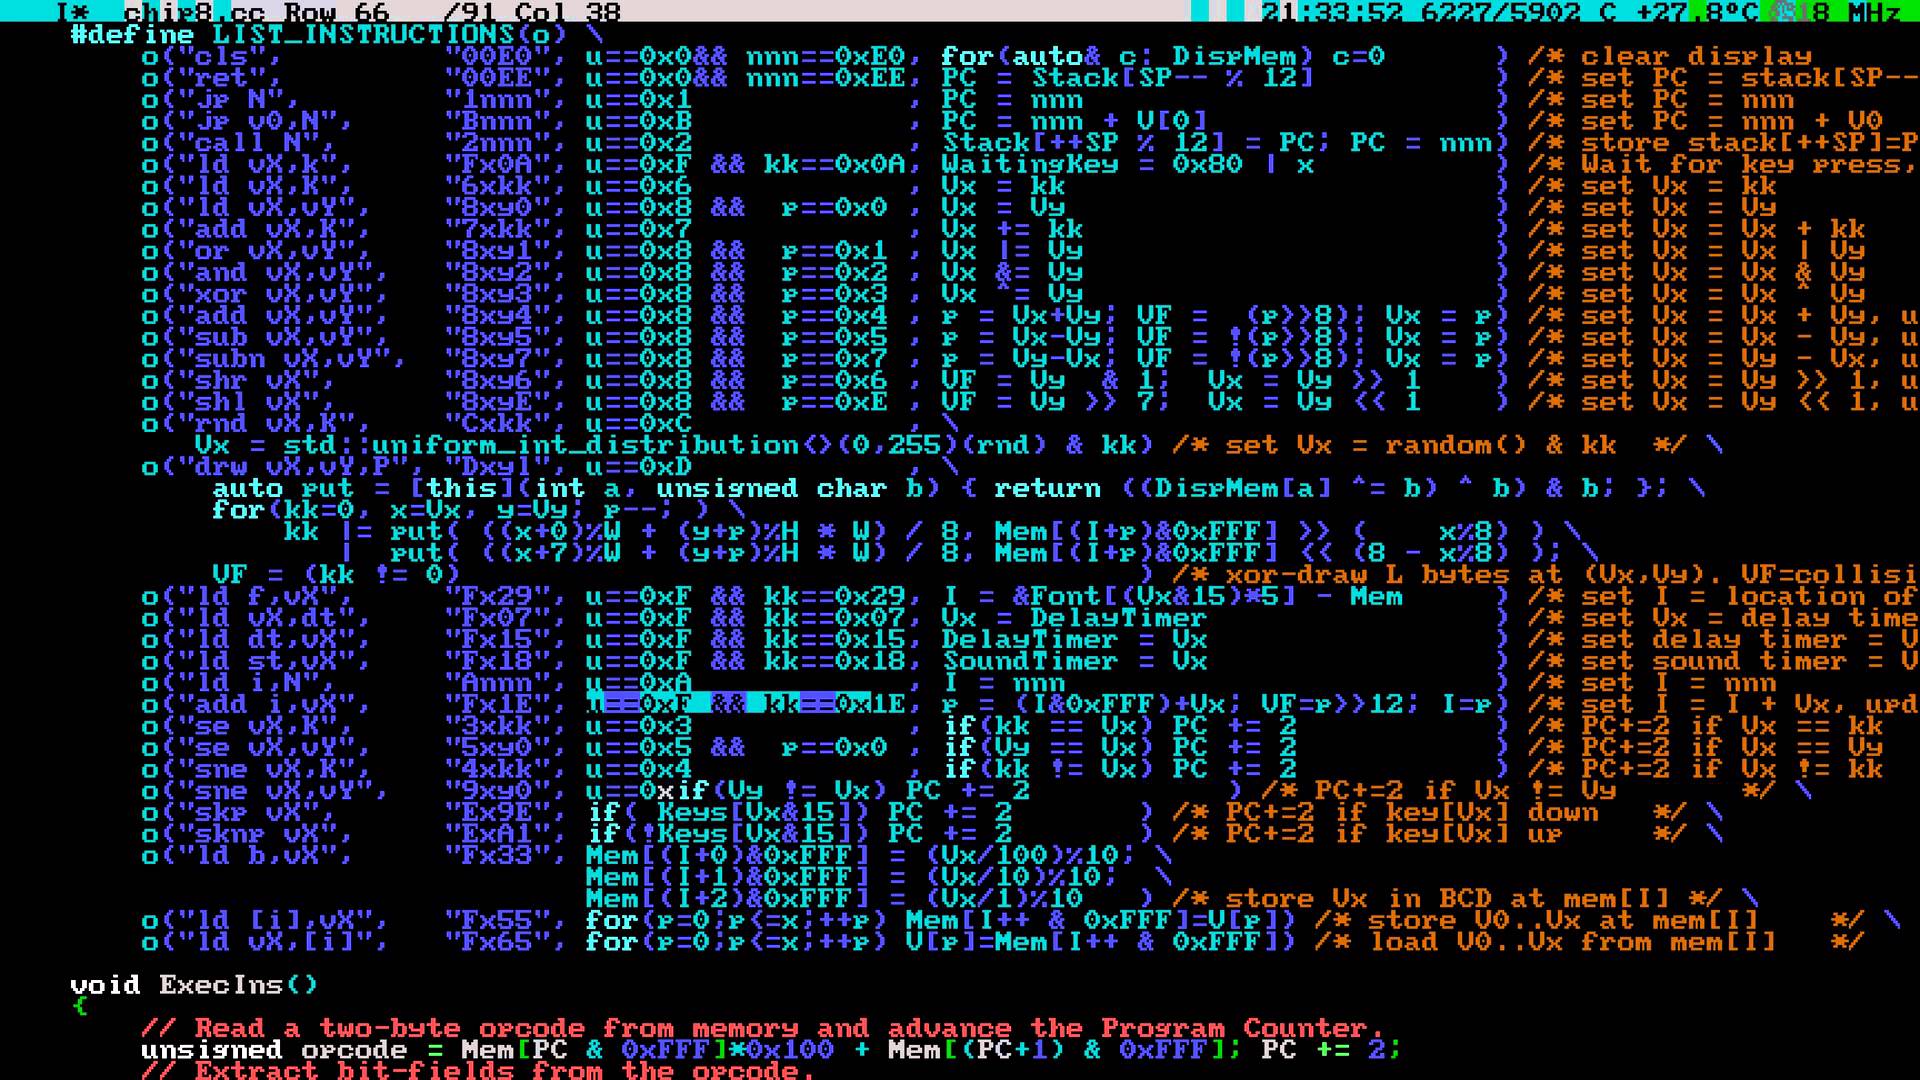 I* chip8.cc Row 66 /91 Col 38 21:33:52 6227/5902 C +27.8ºC 18 MHz
#define LIST_INSTRUCTIONS(o) \
o("cls", "00E0", u==0x0&& nnn==0xE0, for(auto& c: DispMem) c=0 ) /* clear display
o("ret", "00EE", u==0x0&& nnn==0xEE, PC = Stack[SP-- % 12] ) /* set PC = stack[SP--
o("jp N", "1nnn", u==0x1 , PC = nnn ) /* set PC = nnn
o("jp v0,N", "Bnnn", u==0xB , PC = nnn + V[0] ) /* set PC = nnn + V0
o("call N", "2nnn", u==0x2 , Stack[++SP % 12] = PC; PC = nnn) /* store stack[++SP]=P
o("ld vX,k", "Fx0A", u==0xF && kk==0x0A, WaitingKey = 0x80 | x ) /* Wait for key press,
o("ld vX,K", "6xkk", u==0x6 , Vx = kk ) /* set Vx = kk
o("ld vX,vY", "8xy0", u==0x8 && p==0x0 , Vx = Vy ) /* set Vx = Vy
o("add vX,K", "7xkk", u==0x7 , Vx += kk ) /* set Vx = Vx + kk
o("or vX,vY", "8xy1", u==0x8 && p==0x1 , Vx |= Vy ) /* set Vx = Vx | Vy
o("and vX,vY", "8xy2", u==0x8 && p==0x2 , Vx &= Vy ) /* set Vx = Vx & Vy
o("xor vX,vY", "8xy3", u==0x8 && p==0x3 , Vx ^= Vy ) /* set Vx = Vx ^ Vy
o("add vX,vY", "8xy4", u==0x8 && p==0x4 , p = Vx+Vy; VF = (p>>8); Vx = p) /* set Vx = Vx + Vy, u
o("sub vX,vY", "8xy5", u==0x8 && p==0x5 , p = Vx-Vy; VF = !(p>>8); Vx = p) /* set Vx = Vx - Vy, u
o("subn vX,vY", "8xy7", u==0x8 && p==0x7 , p = Vy-Vx; VF = !(p>>8); Vx = p) /* set Vx = Vy - Vx, u
o("shr vX", "8xy6", u==0x8 && p==0x6 , VF = Vy & 1; Vx = Vy >> 1 ) /* set Vx = Vy >> 1, u
o("shl vX", "8xyE", u==0x8 && p==0xE , VF = Vy >> 7; Vx = Vy << 1 ) /* set Vx = Vy << 1, u
o("rnd vX,K", "Cxkk", u==0xC , \
Vx = std::uniform_int_distribution<>(0,255)(rnd) & kk) /* set Vx = random() & kk */ \
o("drw vX,vY,P", "Dxyl", u==0xD , \
auto put = [this](int a, unsigned char b) { return ((DispMem[a] ^= b) ^ b) & b; }; \
for(kk=0, x=Vx, y=Vy; p--; ) \
kk |= put( ((x+0)%W + (y+p)%H * W) / 8, Mem[(I+p)&0xFFF] >> ( x%8) ) \
| put( ((x+7)%W + (y+p)%H * W) / 8, Mem[(I+p)&0xFFF] << (8 - x%8) ); \
VF = (kk != 0) ) /* xor-draw L bytes at (Vx,Vy). VF=collisi
o("ld f,vX", "Fx29", u==0xF && kk==0x29, I = &Font[(Vx&15)*5] - Mem ) /* set I = location of
o("ld vX,dt", "Fx07", u==0xF && kk==0x07, Vx = DelayTimer ) /* set Vx = delay time
o("ld dt,vX", "Fx15", u==0xF && kk==0x15, DelayTimer = Vx ) /* set delay timer = V
o("ld st,vX", "Fx18", u==0xF && kk==0x18, SoundTimer = Vx ) /* set sound timer = V
o("ld i,N", "Annn", u==0xA , I = nnn ) /* set I = nnn
o("add i,vX", "Fx1E", u==0xF && kk==0x1E, p = (I&0xFFF)+Vx; VF=p>>12; I=p) /* set I = I + Vx, upd
o("se vX,K", "3xkk", u==0x3 , if(kk == Vx) PC += 2 ) /* PC+=2 if Vx == kk
o("se vX,vY", "5xy0", u==0x5 && p==0x0 , if(Vy == Vx) PC += 2 ) /* PC+=2 if Vx == Vy
o("sne vX,K", "4xkk", u==0x4 , if(kk != Vx) PC += 2 ) /* PC+=2 if Vx != kk
o("sne vX,vY", "9xy0", u==0xif(Vy != Vx) PC += 2 ) /* PC+=2 if Vx != Vy */ \
o("skp vX", "Ex9E", if( Keys[Vx&15]) PC += 2 ) /* PC+=2 if key[Vx] down */ \
o("sknp vX", "ExA1", if(!Keys[Vx&15]) PC += 2 ) /* PC+=2 if key[Vx] up */ \
o("ld b,vX", "Fx33", Mem[(I+0)&0xFFF] = (Vx/100)%10; \
Mem[(I+1)&0xFFF] = (Vx/10)%10; \
Mem[(I+2)&0xFFF] = (Vx/1)%10 ) /* store Vx in BCD at mem[I] */ \
o("ld [i],vX", "Fx55", for(p=0;p<=x;++p) Mem[I++ & 0xFFF]=V[p]) /* store V0..Vx at mem[I] */ \
o("ld vX,[i]", "Fx65", for(p=0;p<=x;++p) V[p]=Mem[I++ & 0xFFF]) /* load V0..Vx from mem[I] */
void ExecIns()
{
// Read a two-byte opcode from memory and advance the Program Counter.
unsigned opcode = Mem[PC & 0xFFF]*0x100 + Mem[(PC+1) & 0xFFF]; PC += 2;
// Extract bit-fields from the opcode.